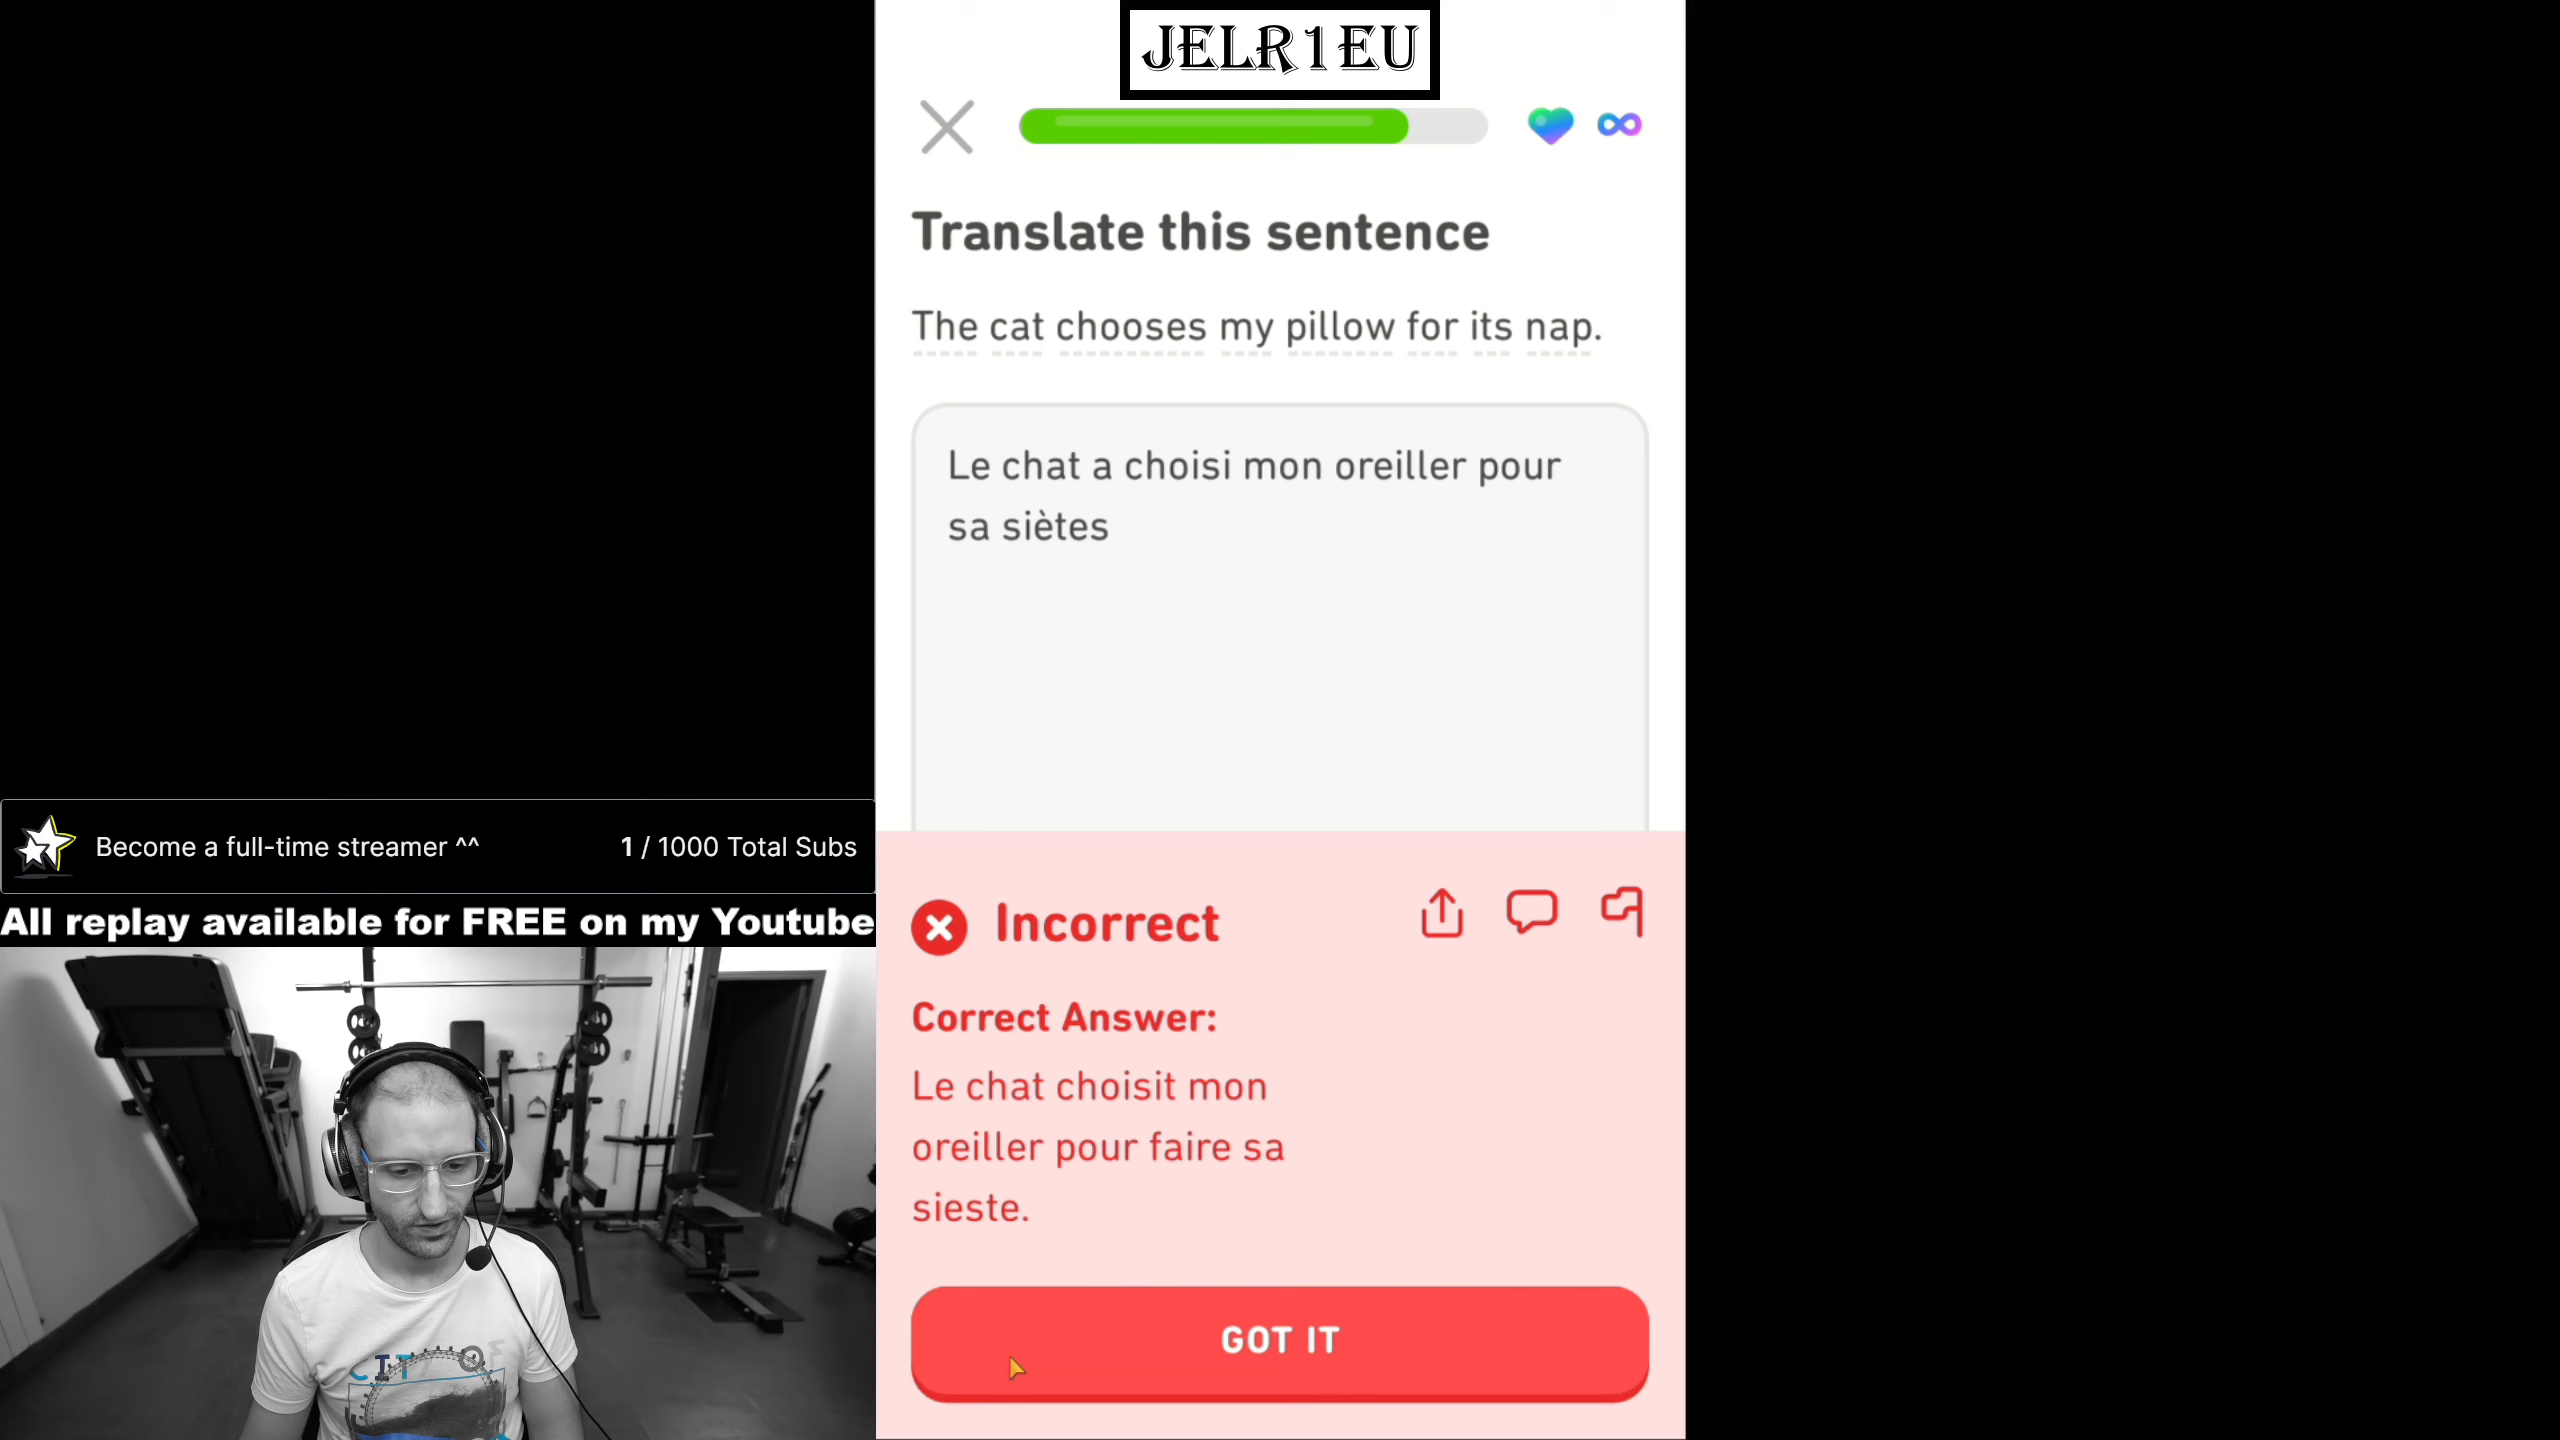 JELR1EU
Translate this sentence
The cat chooses my pillow for its nap.
Le chat a choisi mon oreiller pour
sa siètes
Become a full-time streamer ^^ 1 / 1000 Total Subs
All replay available for FREE on my Youtube
Incorrect
Correct Answer:
Le chat choisit mon
oreiller pour faire sa
sieste.
GOT IT